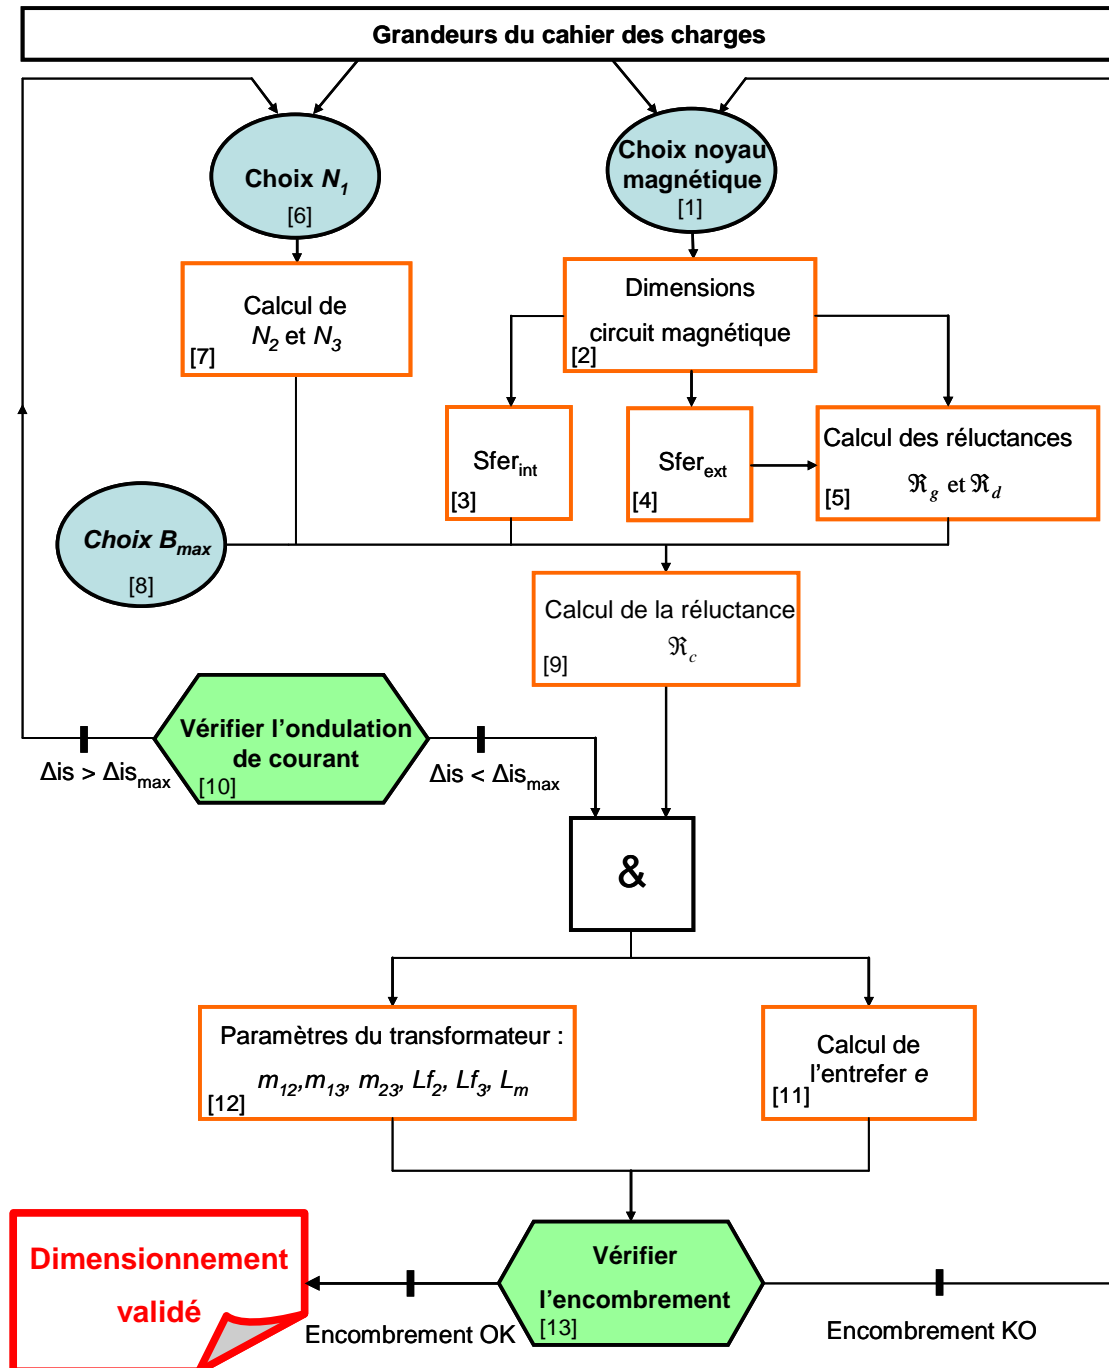 Grandeurs du cahier des charges
Choix N1
[6]
Choix noyau
magnétique
[1]
Calcul de
N2 et N3
[7]
Dimensions
circuit magnétique
[2]
Sferint
[3]
Sferext
[4]
Calcul des réluctances
ℜg et ℜd
[5]
Choix Bmax
[8]
Calcul de la réluctance
ℜc
[9]
Vérifier l'ondulation
de courant
[10]
Δis > Δismax
Δis < Δismax
&
Paramètres du transformateur :
m12,m13, m23, Lf2, Lf3, Lm
[12]
Calcul de
l'entrefer e
[11]
Vérifier
l'encombrement
[13]
Dimensionnement
validé
Encombrement OK
Encombrement KO